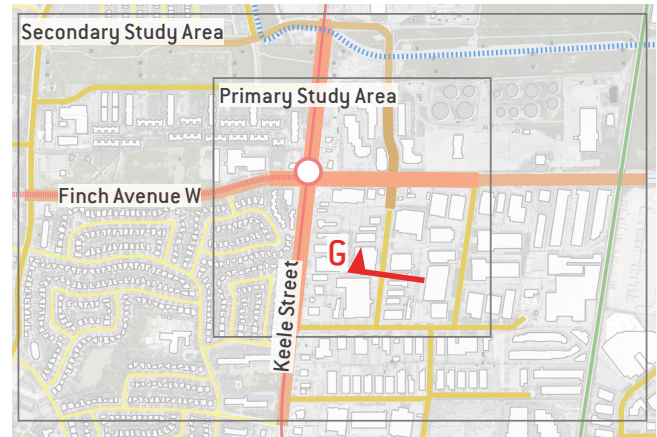 Secondary Study Area
Primary Study Area
Finch Avenue W
G
Keele Street